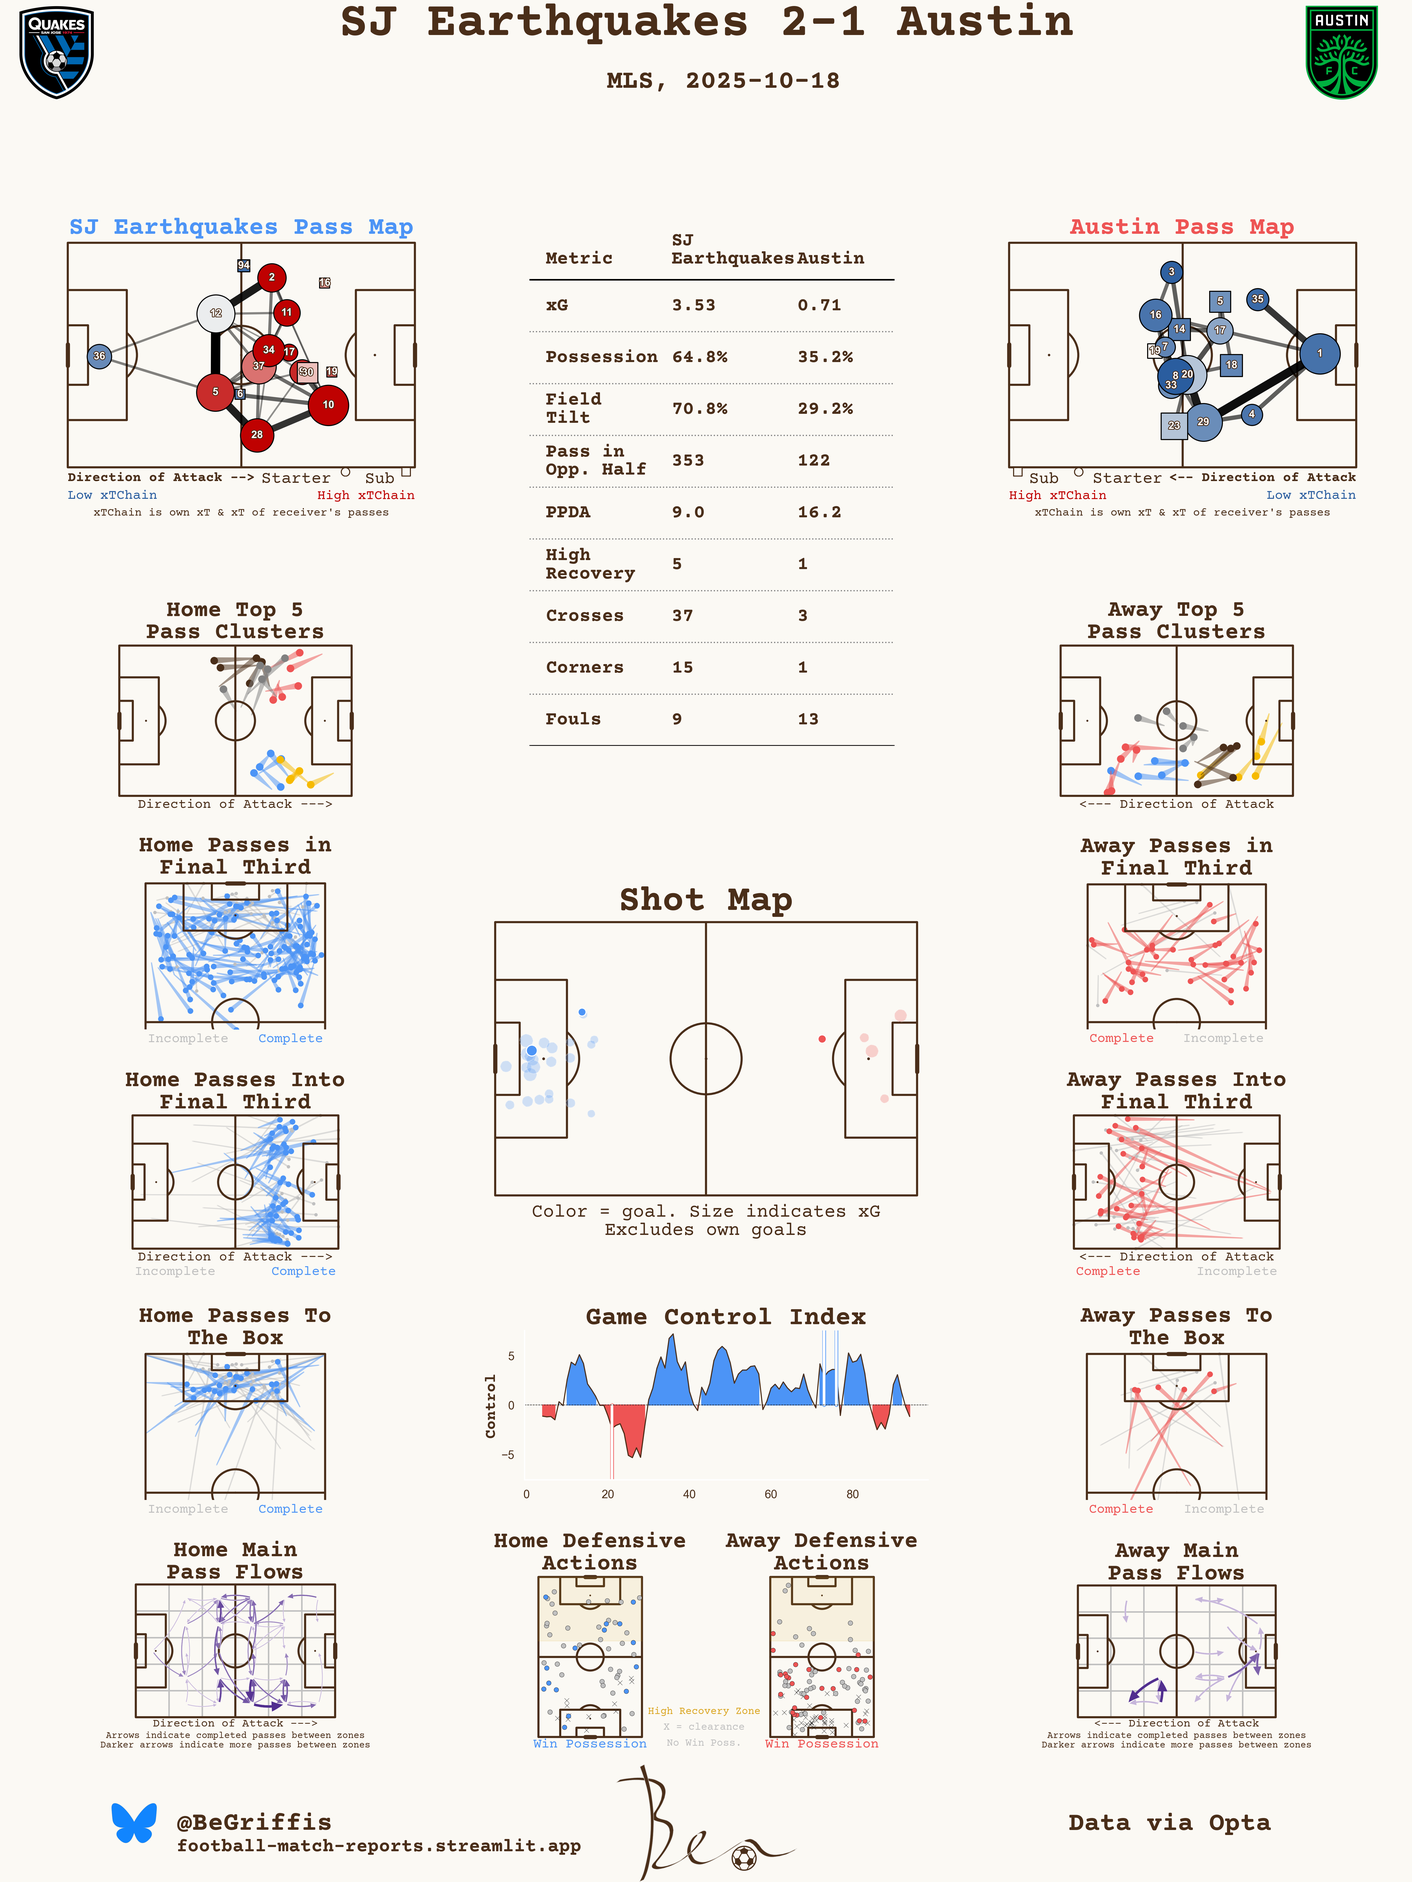 SJ Earthquakes 2-1 Austin
MLS, 2025-10-18
QUAKES
SAN JOSE
AUSTIN
F C
SJ Earthquakes Pass Map
94
2
16
12
11
34
17
36
37
30
19
5
6
10
28
Direction of Attack --> Starter Sub
Low xTChain High xTChain
xTChain is own xT & xT of receiver's passes
Metric SJ Earthquakes Austin
xG 3.53 0.71
Possession 64.8% 35.2%
Field Tilt 70.8% 29.2%
Pass in Opp. Half 353 122
PPDA 9.0 16.2
High Recovery 5 1
Crosses 37 3
Corners 15 1
Fouls 9 13
Austin Pass Map
3
5
35
16
14
17
19
7
1
18
8
20
33
4
23
29
Sub Starter <-- Direction of Attack
High xTChain Low xTChain
xTChain is own xT & xT of receiver's passes
Home Top 5
Pass Clusters
Direction of Attack --->
Away Top 5
Pass Clusters
<--- Direction of Attack
Home Passes in
Final Third
Incomplete Complete
Away Passes in
Final Third
Complete Incomplete
Shot Map
Color = goal. Size indicates xG
Excludes own goals
Home Passes Into
Final Third
Direction of Attack --->
Incomplete Complete
Away Passes Into
Final Third
<--- Direction of Attack
Complete Incomplete
Home Passes To
The Box
Incomplete Complete
Game Control Index
Control
5
0
−5
0 20 40 60 80
Away Passes To
The Box
Complete Incomplete
Home Main
Pass Flows
Direction of Attack --->
Arrows indicate completed passes between zones
Darker arrows indicate more passes between zones
Home Defensive
Actions
Win Possession
High Recovery Zone
X = clearance
No Win Poss.
Away Defensive
Actions
Win Possession
Away Main
Pass Flows
<--- Direction of Attack
Arrows indicate completed passes between zones
Darker arrows indicate more passes between zones
@BeGriffis
football-match-reports.streamlit.app
Ben
Data via Opta